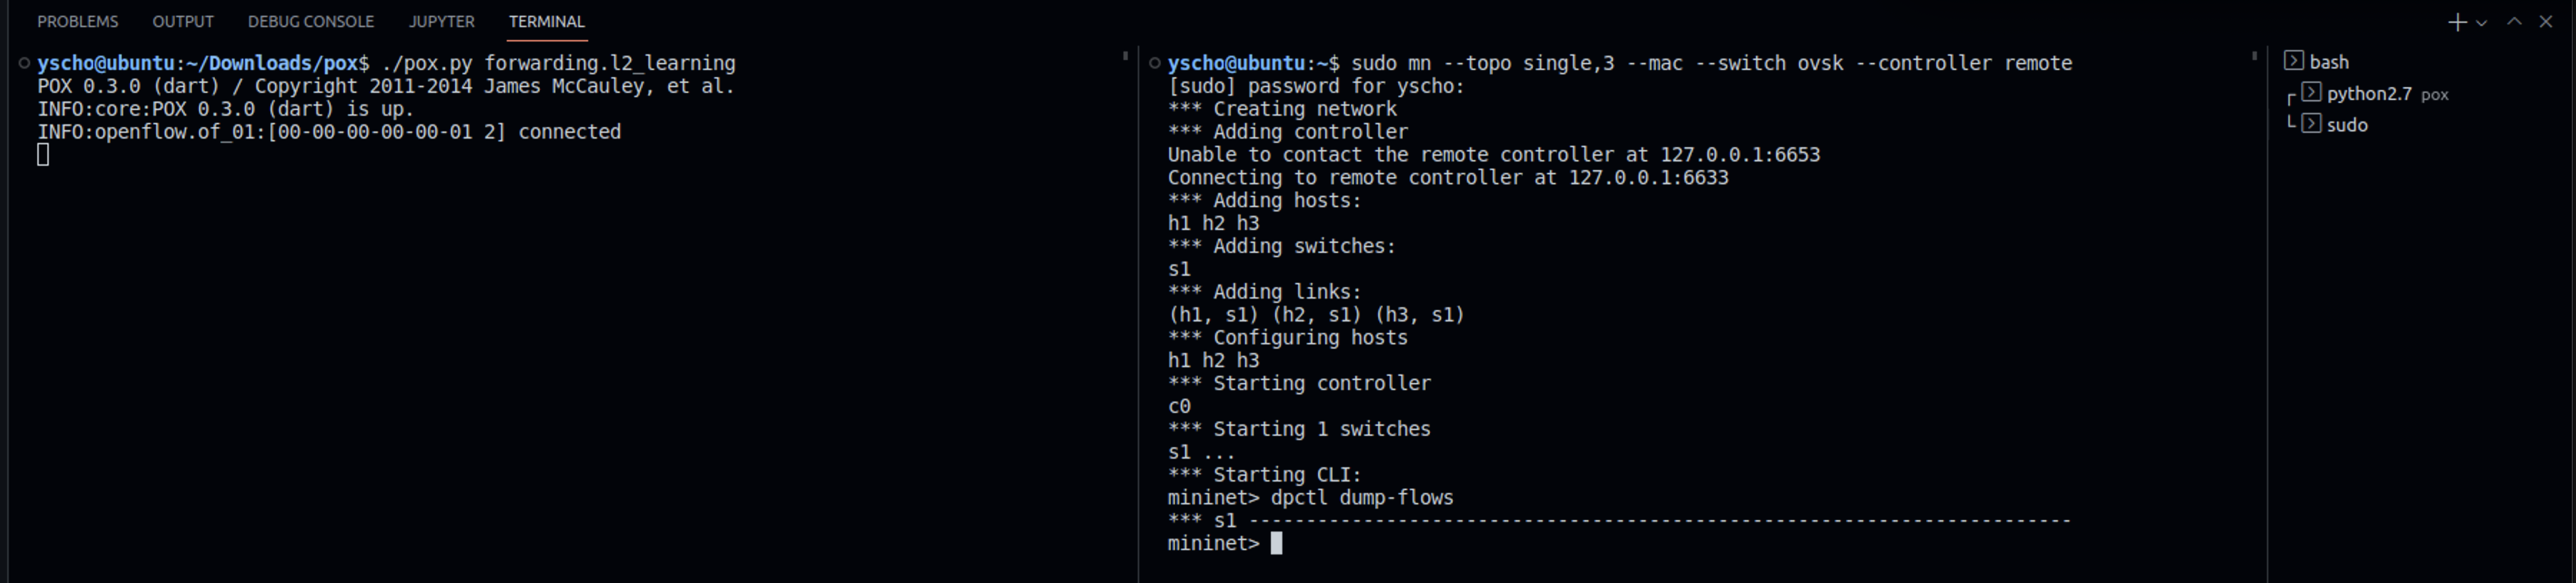 PROBLEMS OUTPUT DEBUG CONSOLE JUPYTER TERMINAL
yscho@ubuntu:~/Downloads/pox$ ./pox.py forwarding.l2_learning
POX 0.3.0 (dart) / Copyright 2011-2014 James McCauley, et al.
INFO:core:POX 0.3.0 (dart) is up.
INFO:openflow.of_01:[00-00-00-00-00-01 2] connected
yscho@ubuntu:~$ sudo mn --topo single,3 --mac --switch ovsk --controller remote
[sudo] password for yscho:
*** Creating network
*** Adding controller
Unable to contact the remote controller at 127.0.0.1:6653
Connecting to remote controller at 127.0.0.1:6633
*** Adding hosts:
h1 h2 h3
*** Adding switches:
s1
*** Adding links:
(h1, s1) (h2, s1) (h3, s1)
*** Configuring hosts
h1 h2 h3
*** Starting controller
c0
*** Starting 1 switches
s1 ...
*** Starting CLI:
mininet> dpctl dump-flows
*** s1 ------------------------------------------------------------------------
mininet>
bash
python2.7 pox
sudo